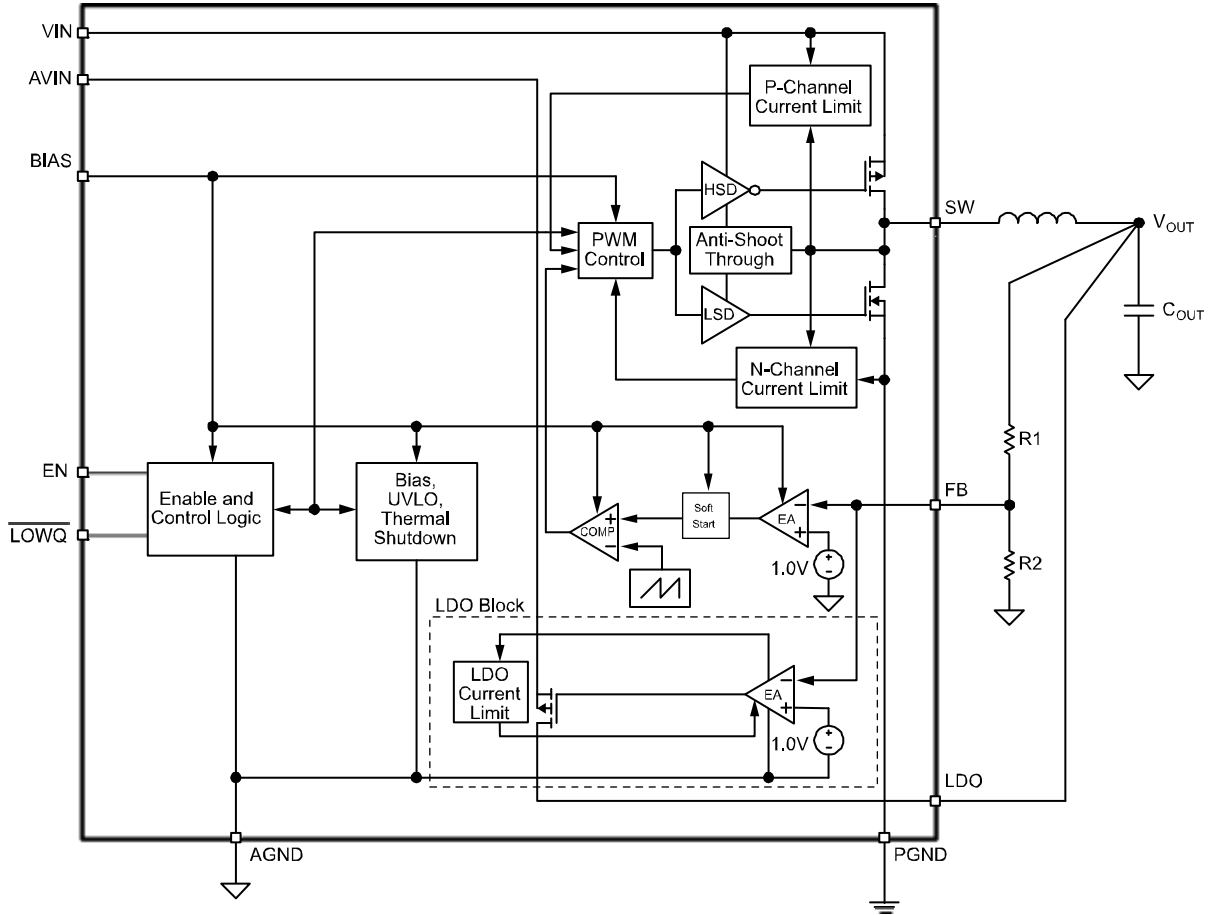 VIN
AVIN
BIAS
P-Channel
Current Limit
HSD
SW
VOUT
PWM
Control
Anti-Shoot
Through
LSD
COUT
N-Channel
Current Limit
R1
EN
LOWQ
Enable and
Control Logic
Bias,
UVLO,
Thermal
Shutdown
+
−
COMP
Soft
Start
−
EA
+
FB
1.0V
+
−
R2
LDO Block
LDO
Current
Limit
−
EA
+
1.0V
+
−
LDO
AGND
PGND